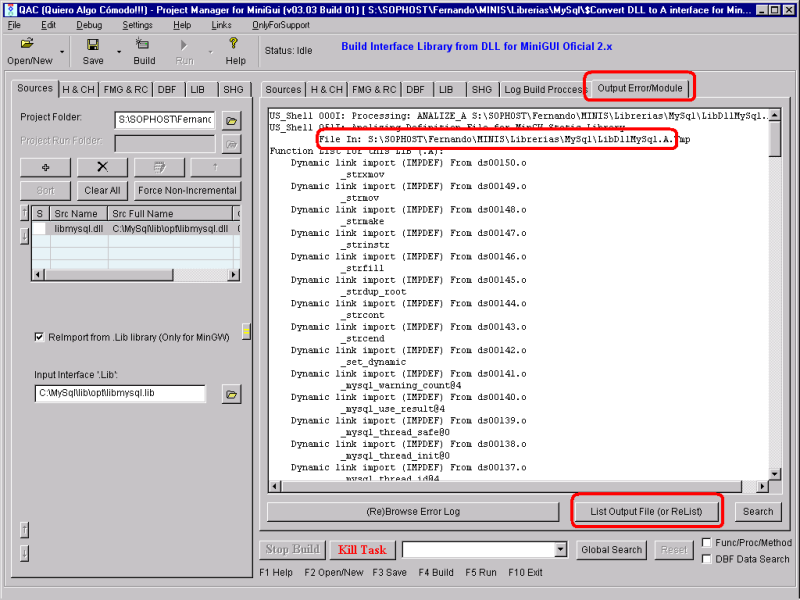 QAC (Quiero Algo Cómodo!!!) - Project Manager for MiniGui (v03.03 Build 01) [ S:\SOPHOST\Fernando\MINIS\Librerias\MySql\$Convert DLL to A interface for Min...
File Edit Debug Settings Help Links OnlyForSupport
Open/New Save Build Run Help
Status: Idle
Build Interface Library from DLL for MiniGUI Oficial 2.x
Sources H & CH FMG & RC DBF LIB SHG
Project Folder: S:\SOPHOST\Fernand
Project Run Folder:
Sort Clear All Force Non-Incremental
S Src Name Src Full Name
libmysql.dll C:\MySql\lib\opt\libmysql.dll
ReImport from .Lib library (Only for MinGW)
Input Interface '.Lib':
C:\MySql\lib\opt\libmysql.lib
Sources H & CH FMG & RC DBF LIB SHG Log Build Proccess Output Error/Module
US_Shell 000I: Processing: ANALIZE_A S:\SOPHOST\Fernando\MINIS\Librerias\MySql\LibDllMySql.
US_Shell 051I: Analising Definition File for MinGW Static Library
File In: S:\SOPHOST\Fernando\MINIS\Librerias\MySql\LibDllMySql.A.Tmp
Function List for this LIB (.A):
Dynamic link import (IMPDEF) From ds00150.o
_strxmov
Dynamic link import (IMPDEF) From ds00149.o
_strmov
Dynamic link import (IMPDEF) From ds00148.o
_strmake
Dynamic link import (IMPDEF) From ds00147.o
_strinstr
Dynamic link import (IMPDEF) From ds00146.o
_strfill
Dynamic link import (IMPDEF) From ds00145.o
_strdup_root
Dynamic link import (IMPDEF) From ds00144.o
_strcont
Dynamic link import (IMPDEF) From ds00143.o
_strcend
Dynamic link import (IMPDEF) From ds00142.o
_set_dynamic
Dynamic link import (IMPDEF) From ds00141.o
_mysql_warning_count@4
Dynamic link import (IMPDEF) From ds00140.o
_mysql_use_result@4
Dynamic link import (IMPDEF) From ds00139.o
_mysql_thread_safe@0
Dynamic link import (IMPDEF) From ds00138.o
_mysql_thread_init@0
Dynamic link import (IMPDEF) From ds00137.o
_mysql_thread_id@4
(Re)Browse Error Log List Output File (or ReList) Search
Stop Build Kill Task Global Search Reset
Func/Proc/Method
DBF Data Search
F1 Help F2 Open/New F3 Save F4 Build F5 Run F10 Exit